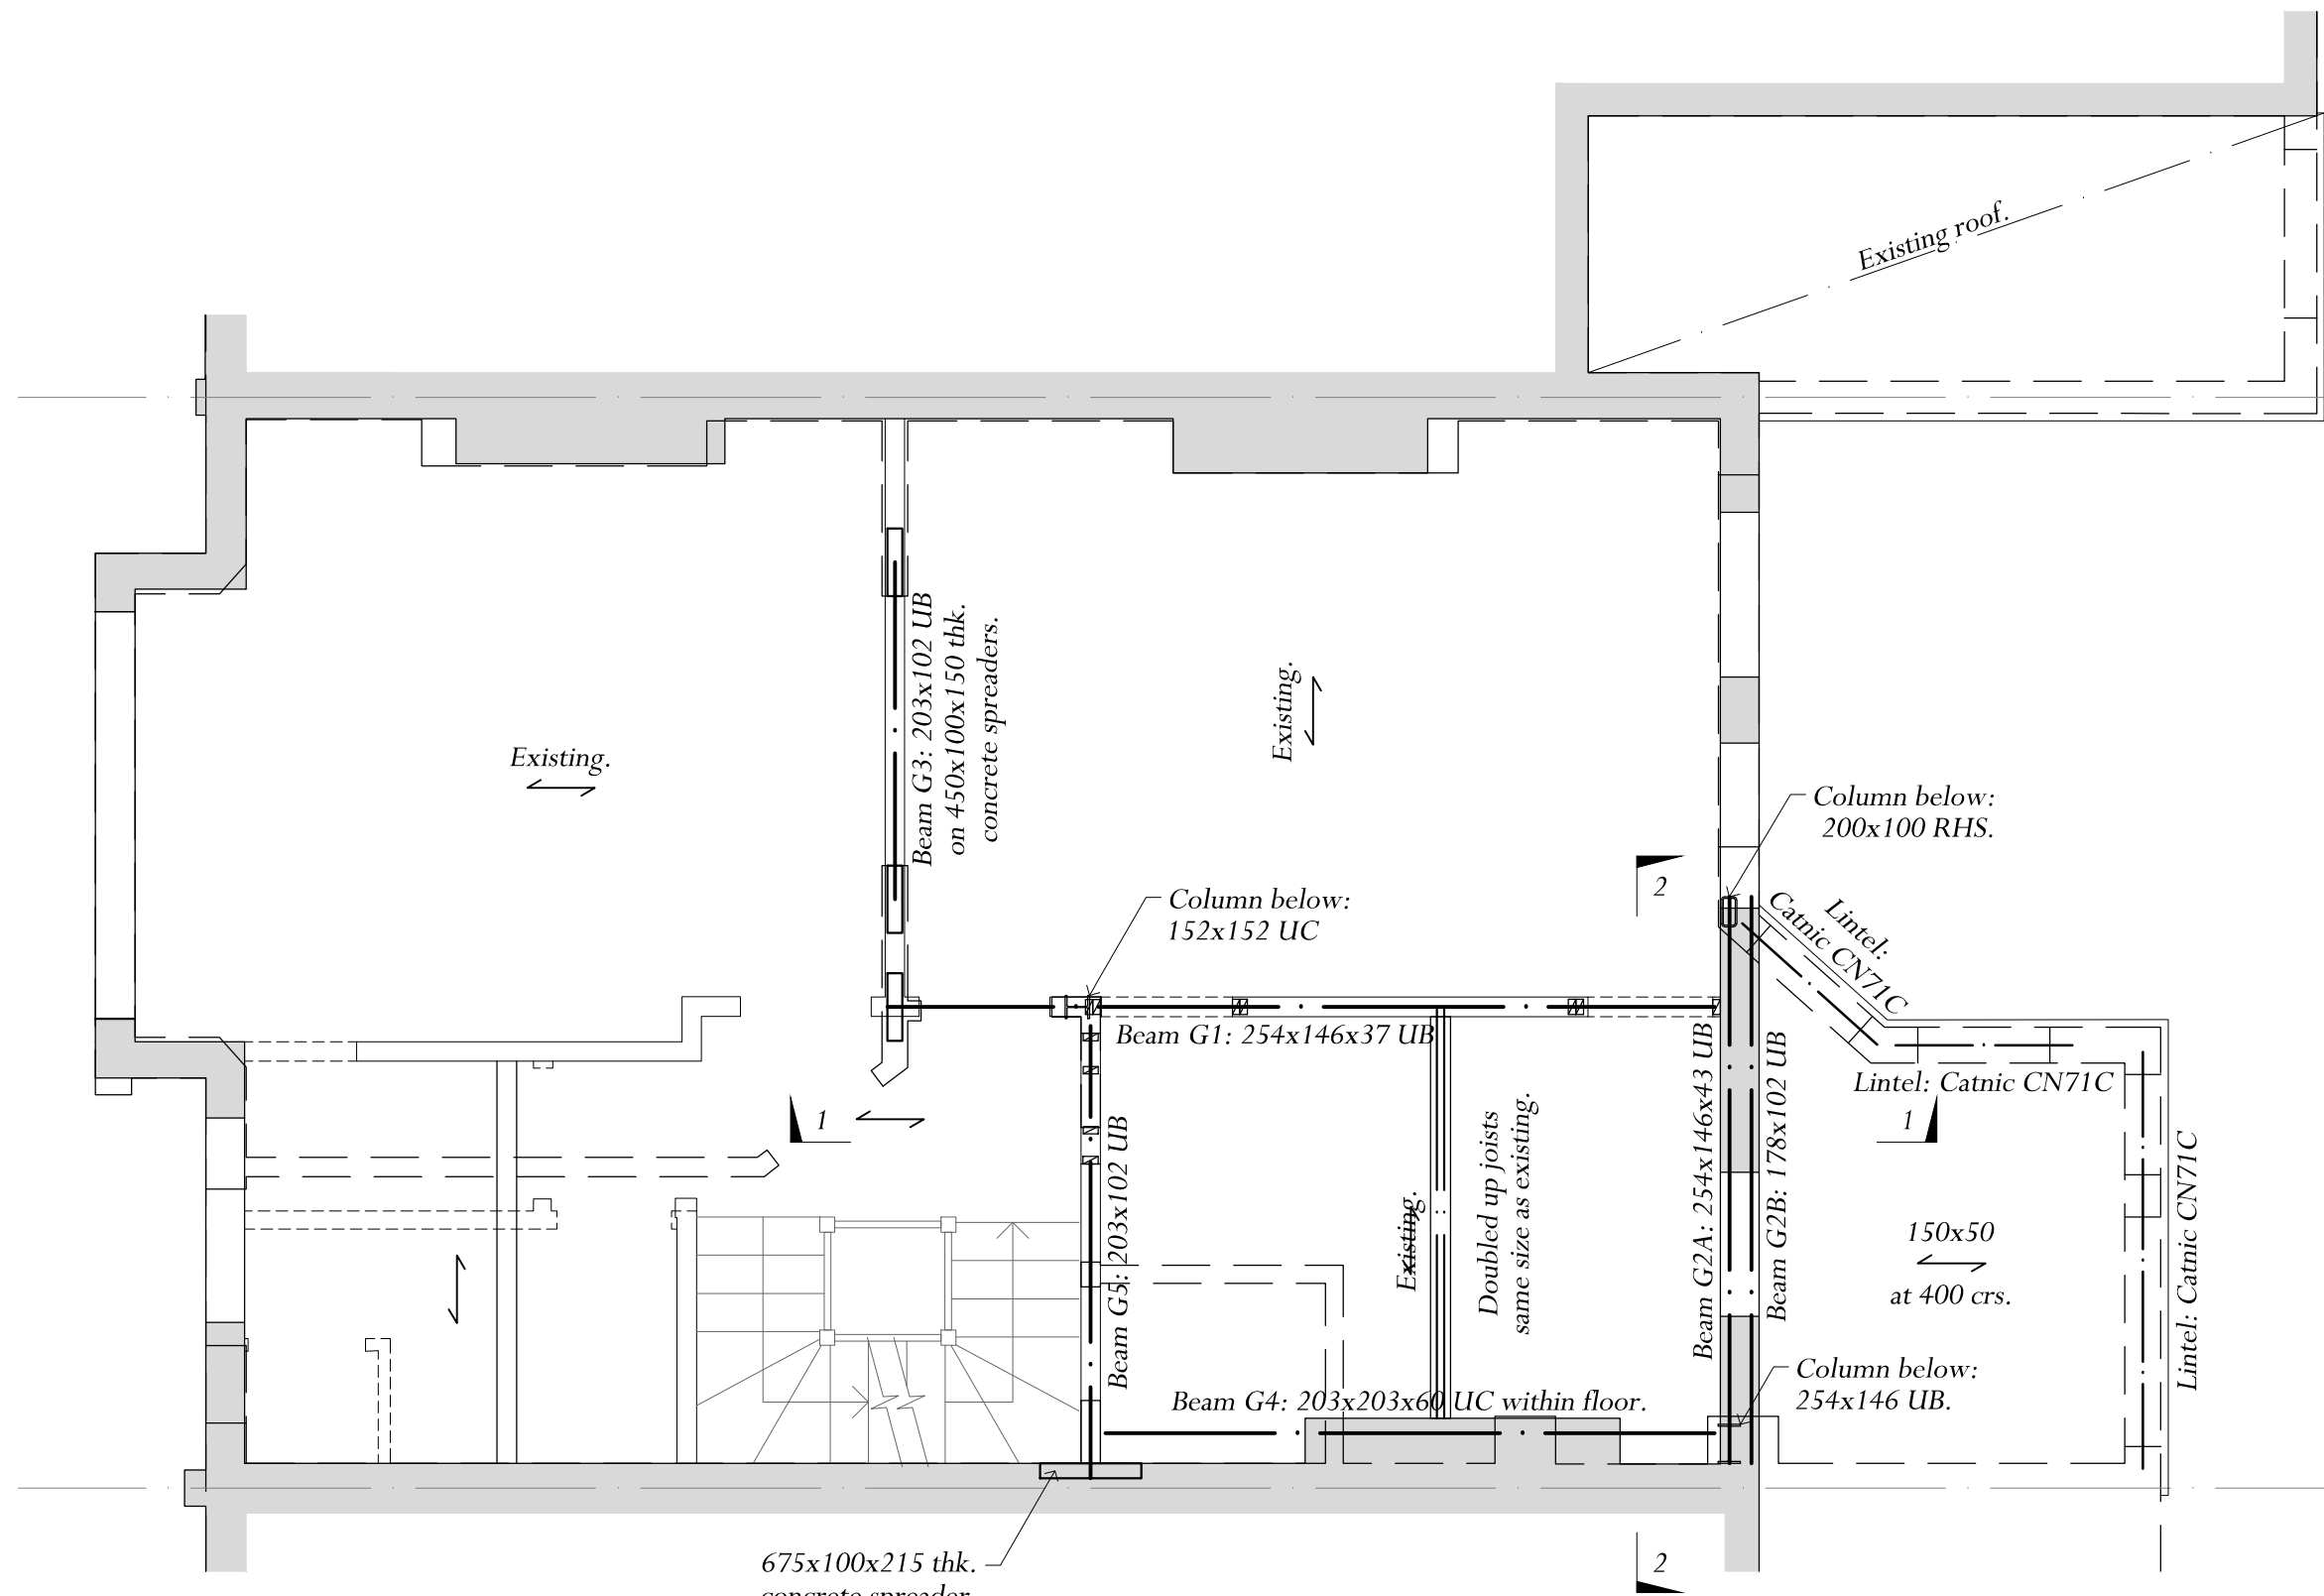 Existing roof.
Existing.
Beam G3: 203x102 UB
on 450x100x150 thk.
concrete spreaders.
Existing.
Column below:
200x100 RHS.
2
Column below:
152x152 UC
Lintel:
Catnic CN71C
Beam G1: 254x146x37 UB
Lintel: Catnic CN71C
1
1
Beam G5: 203x102 UB
Existing.
Doubled up joists
same size as existing.
Beam G2A: 254x146x43 UB
Beam G2B: 178x102 UB
150x50
at 400 crs.
Lintel: Catnic CN71C
Column below:
254x146 UB.
Beam G4: 203x203x60 UC within floor.
675x100x215 thk.
concrete spreader
2